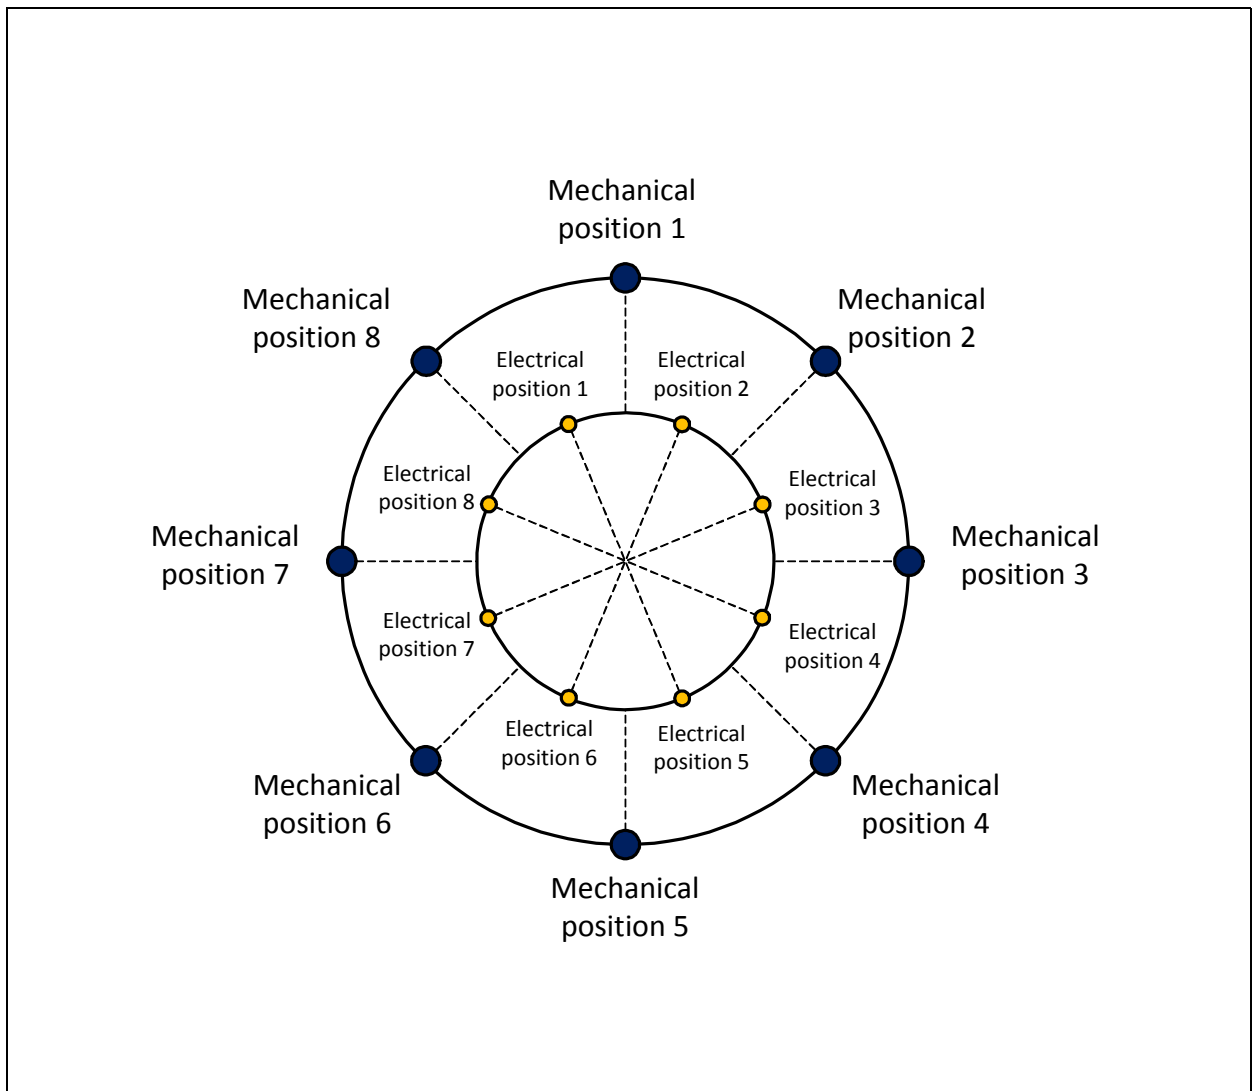 Mechanical
position 1
Mechanical
position 8
Mechanical
position 2
Electrical
position 1
Electrical
position 2
Electrical
position 8
Electrical
position 3
Mechanical
position 7
Mechanical
position 3
Electrical
position 7
Electrical
position 4
Electrical
position 6
Electrical
position 5
Mechanical
position 6
Mechanical
position 4
Mechanical
position 5